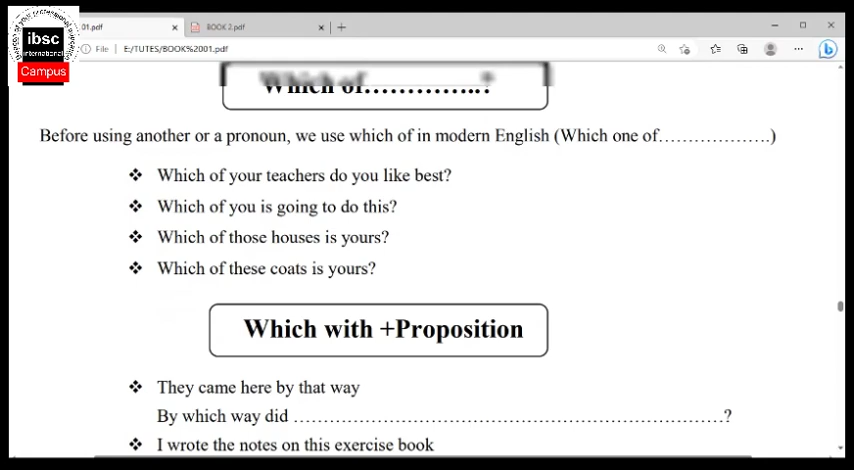 ibsc
international
Campus
01.pdf
BOOK 2.pdf
File | E:/TUTES/BOOK%2001.pdf
Which of…………..?
Before using another or a pronoun, we use which of in modern English (Which one of……………….)
❖ Which of your teachers do you like best?
❖ Which of you is going to do this?
❖ Which of those houses is yours?
❖ Which of these coats is yours?
Which with +Proposition
❖ They came here by that way
By which way did ………………………………………………………………?
❖ I wrote the notes on this exercise book